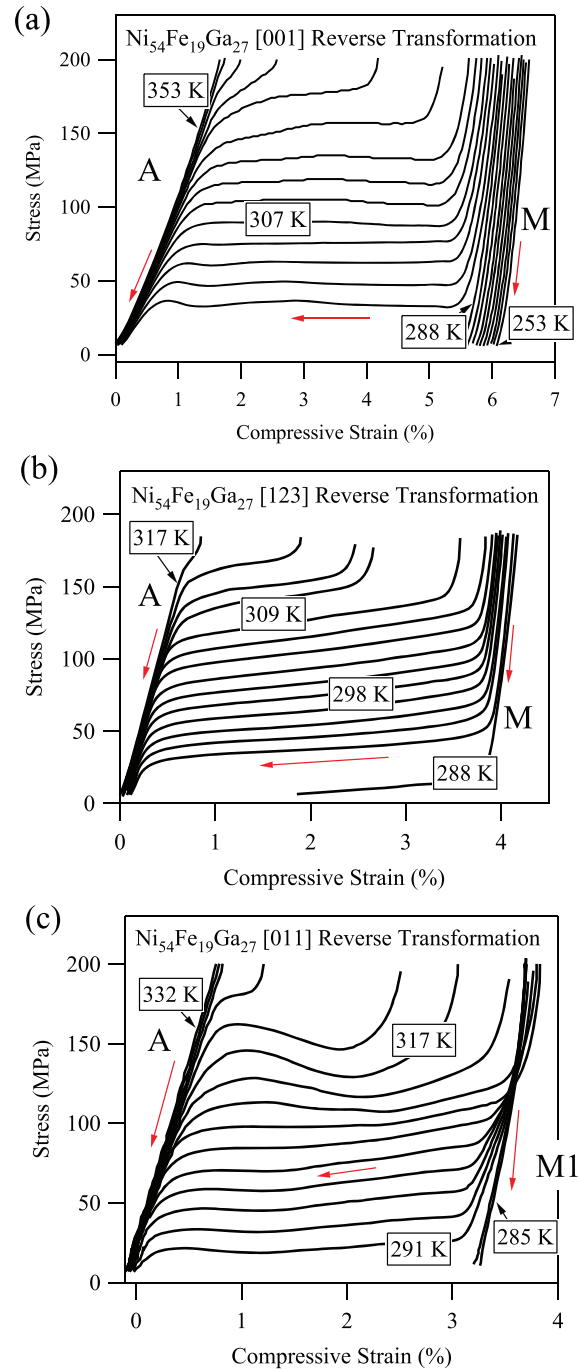 (a)
Ni54Fe19Ga27 [001] Reverse Transformation
200
150
100
50
0
Stress (MPa)
353 K
A
307 K
M
288 K
253 K
0 1 2 3 4 5 6 7
Compressive Strain (%)
(b)
Ni54Fe19Ga27 [123] Reverse Transformation
200
150
100
50
0
Stress (MPa)
317 K
A
309 K
298 K
M
288 K
0 1 2 3 4
Compressive Strain (%)
(c)
Ni54Fe19Ga27 [011] Reverse Transformation
200
150
100
50
0
Stress (MPa)
332 K
A
317 K
M1
291 K
285 K
0 1 2 3 4
Compressive Strain (%)